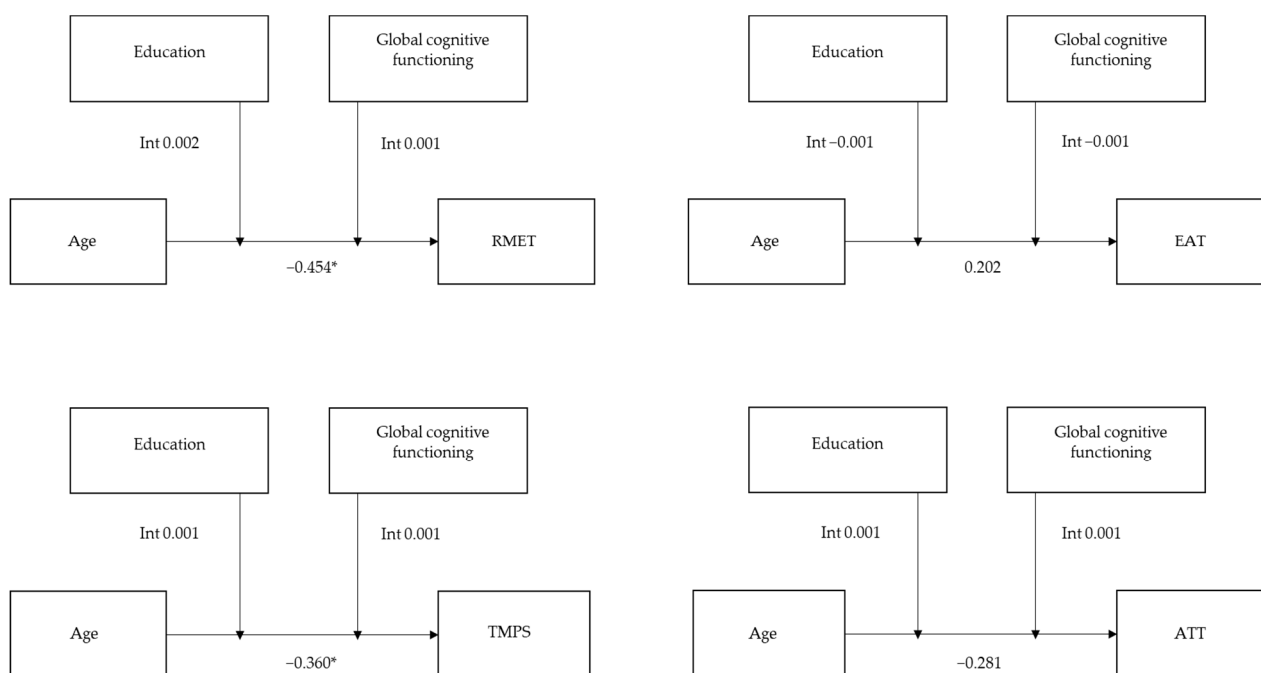 Education
Global cognitive
functioning
Int 0.002
Int 0.001
Age
RMET
−0.454*
Education
Global cognitive
functioning
Int −0.001
Int −0.001
Age
EAT
0.202
Education
Global cognitive
functioning
Int 0.001
Int 0.001
Age
TMPS
−0.360*
Education
Global cognitive
functioning
Int 0.001
Int 0.001
Age
ATT
−0.281